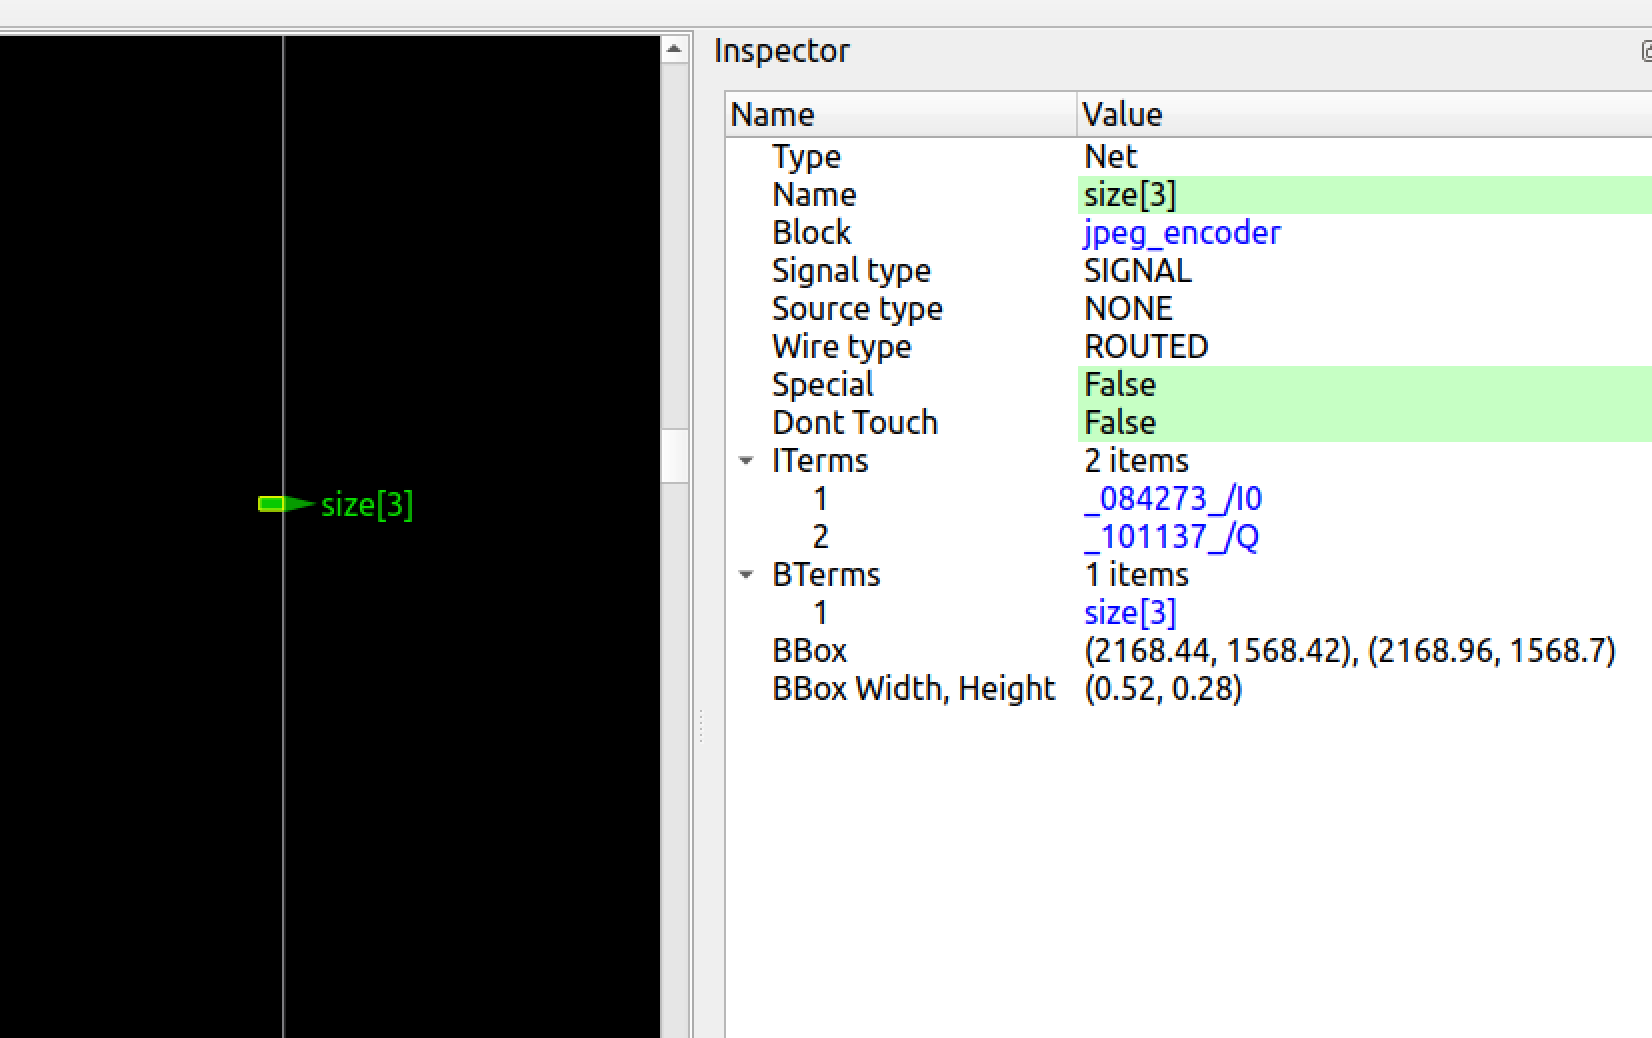 Inspector
Name Value
Type Net
Name size[3]
Block jpeg_encoder
Signal type SIGNAL
Source type NONE
Wire type ROUTED
Special False
Dont Touch False
ITerms 2 items
1 _084273_/I0
2 _101137_/Q
BTerms 1 items
1 size[3]
BBox (2168.44, 1568.42), (2168.96, 1568.7)
BBox Width, Height (0.52, 0.28)
size[3]